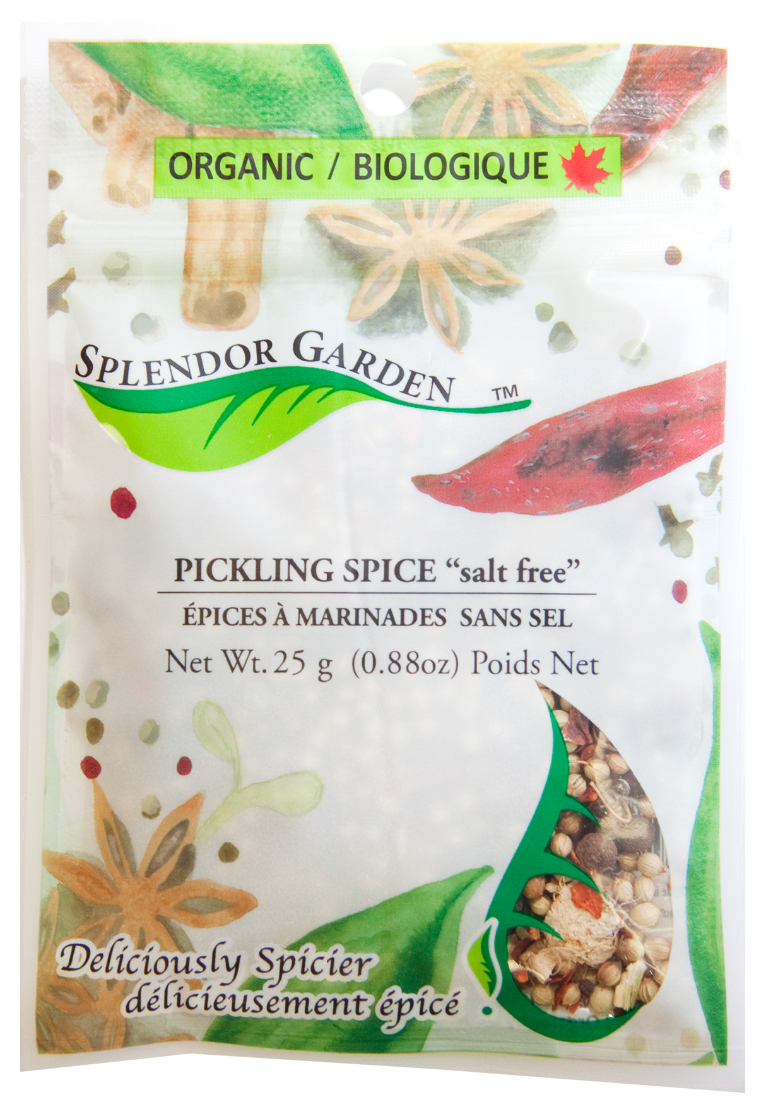 ORGANIC / BIOLOGIQUE
SPLENDOR GARDEN ™
PICKLING SPICE “salt free”
ÉPICES À MARINADES SANS SEL
Net Wt. 25 g (0.88oz) Poids Net
Deliciously Spicier
délicieusement épicé